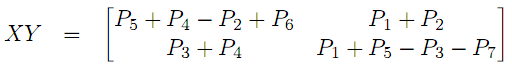 XY = [ P₅ + P₄ − P₂ + P₆   P₁ + P₂
P₃ + P₄   P₁ + P₅ − P₃ − P₇ ]